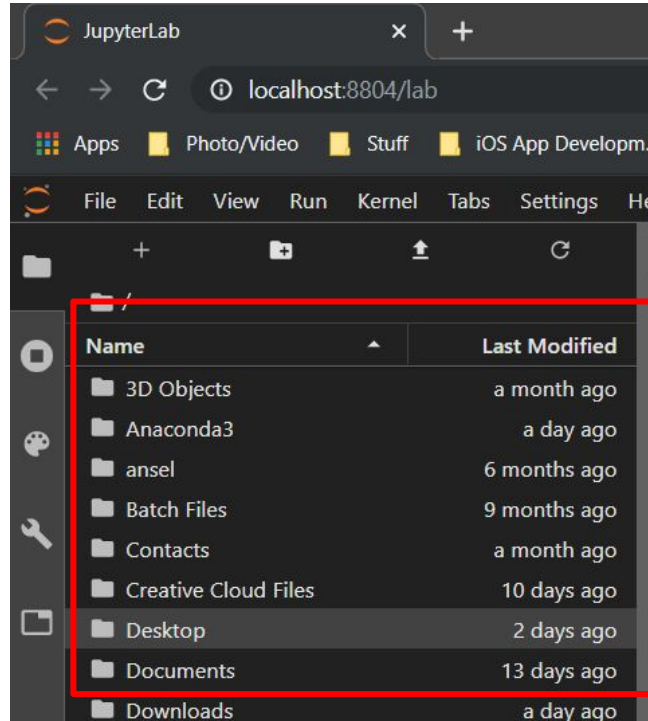 JupyterLab
localhost:8804/lab
Apps Photo/Video Stuff iOS App Developm.
File Edit View Run Kernel Tabs Settings He
/
Name Last Modified
3D Objects a month ago
Anaconda3 a day ago
ansel 6 months ago
Batch Files 9 months ago
Contacts a month ago
Creative Cloud Files 10 days ago
Desktop 2 days ago
Documents 13 days ago
Downloads a day ago